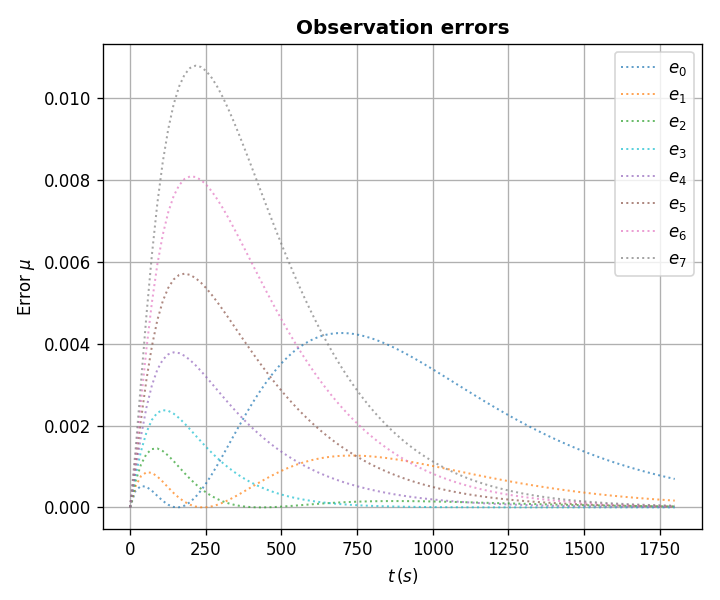 Observation errors
e₀
e₁
e₂
e₃
e₄
e₅
e₆
e₇
Error μ
0.010
0.008
0.006
0.004
0.002
0.000
0 250 500 750 1000 1250 1500 1750
t (s)